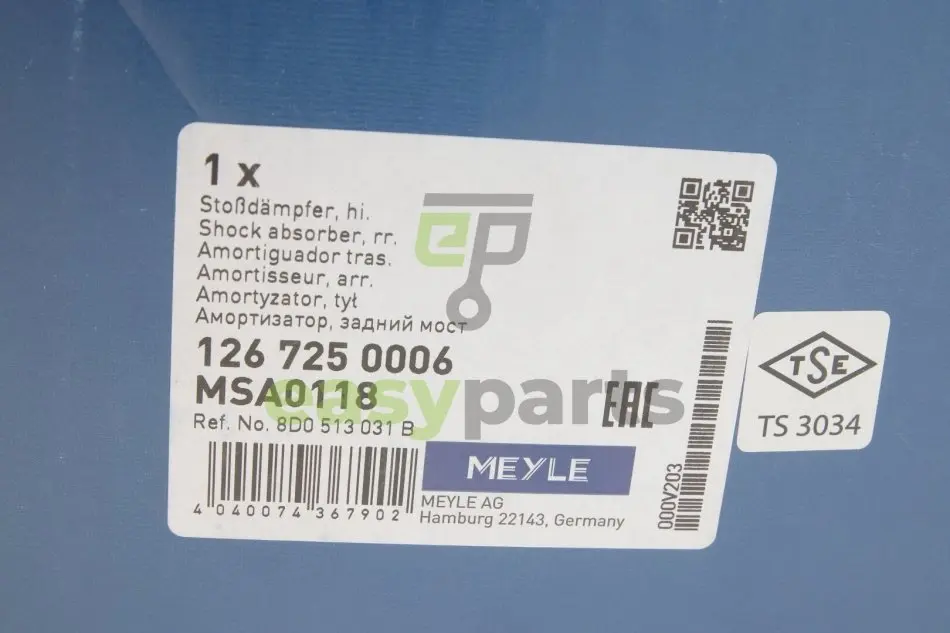 1 x
Stoßdämpfer, hi.
Shock absorber, rr.
Amortiguador tras.
Amortisseur, arr.
Amortyzator, tył
Амортизатор, задний мост
126 725 0006
MSA0118
Ref. No. 8D0 513 031 B
4 040074 367902
MEYLE
MEYLE AG
Hamburg 22143, Germany
EAC
000V203
TSE
TS 3034
ep
easyparts